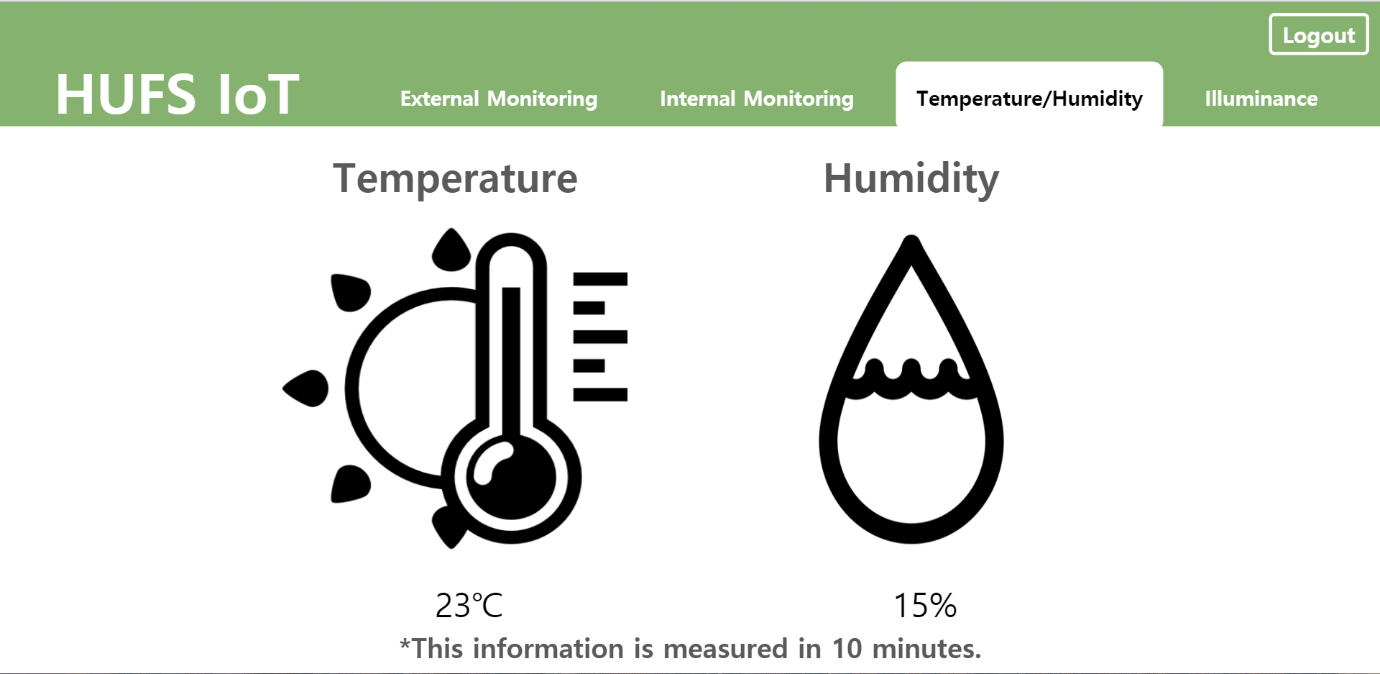 Logout
HUFS IoT
External Monitoring
Internal Monitoring
Temperature/Humidity
Illuminance
Temperature
Humidity
23℃
15%
*This information is measured in 10 minutes.